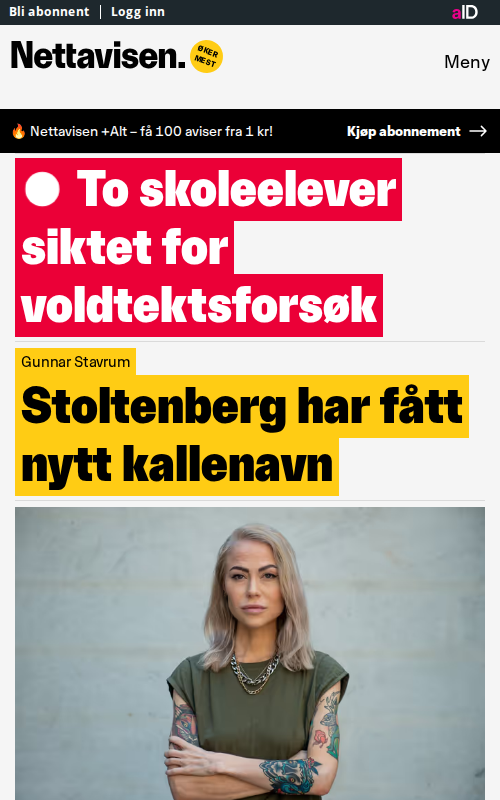 Bli abonnent
Logg inn
aID
Nettavisen.
ØKER
MEST
Meny
🔥 Nettavisen +Alt – få 100 aviser fra 1 kr!
Kjøp abonnement →
To skoleelever
siktet for
voldtektsforsøk
Gunnar Stavrum
Stoltenberg har fått
nytt kallenavn